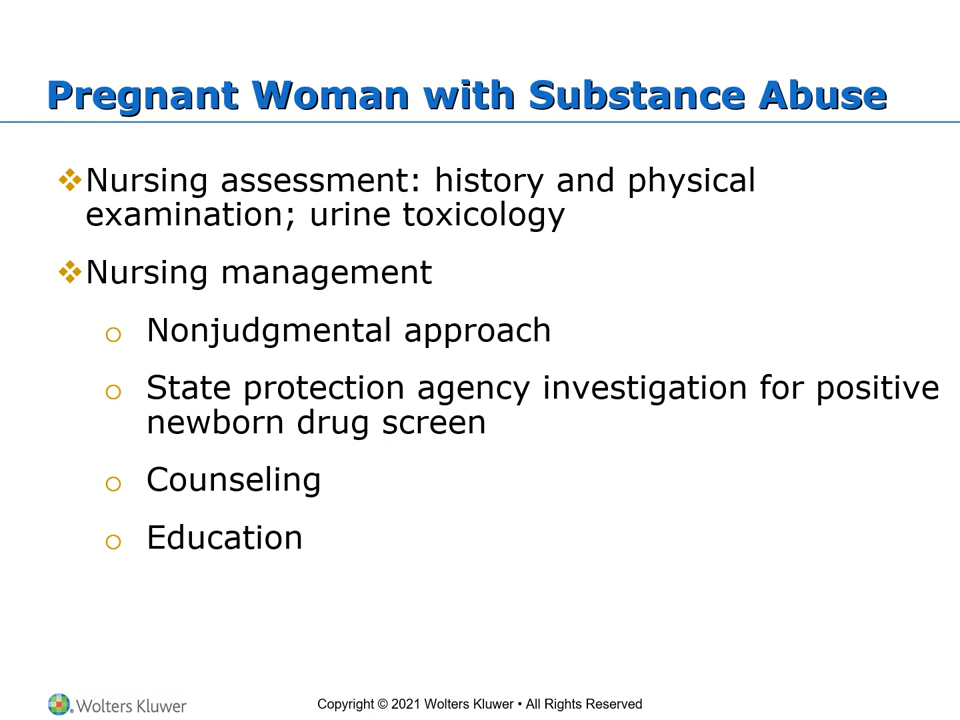 Pregnant Woman with Substance Abuse
❖Nursing assessment: history and physical
examination; urine toxicology
❖Nursing management
o Nonjudgmental approach
o State protection agency investigation for positive
newborn drug screen
o Counseling
o Education
Wolters Kluwer
Copyright © 2021 Wolters Kluwer • All Rights Reserved